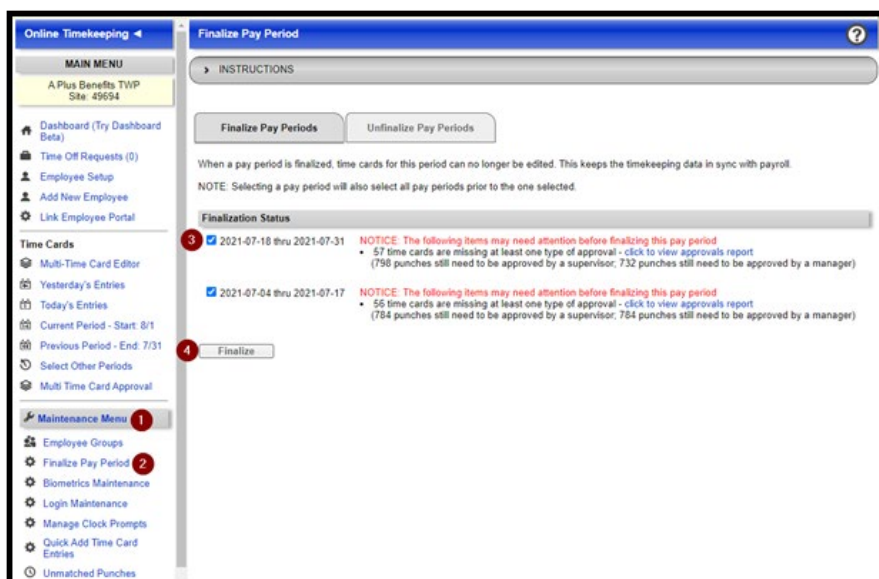 Online Timekeeping ◄
MAIN MENU
A Plus Benefits TWP
Site: 49694
Dashboard (Try Dashboard
Beta)
Time Off Requests (0)
Employee Setup
Add New Employee
Link Employee Portal
Time Cards
Multi-Time Card Editor
Yesterday's Entries
Today's Entries
Current Period - Start: 8/1
Previous Period - End: 7/31
Select Other Periods
Multi Time Card Approval
Maintenance Menu 1
Employee Groups
Finalize Pay Period 2
Biometrics Maintenance
Login Maintenance
Manage Clock Prompts
Quick Add Time Card
Entries
Unmatched Punches
Finalize Pay Period ?
> INSTRUCTIONS
Finalize Pay Periods Unfinalize Pay Periods
When a pay period is finalized, time cards for this period can no longer be edited. This keeps the timekeeping data in sync with payroll.
NOTE: Selecting a pay period will also select all pay periods prior to the one selected.
Finalization Status
3 2021-07-18 thru 2021-07-31 NOTICE: The following items may need attention before finalizing this pay period
• 57 time cards are missing at least one type of approval - click to view approvals report
(798 punches still need to be approved by a supervisor; 732 punches still need to be approved by a manager)
2021-07-04 thru 2021-07-17 NOTICE: The following items may need attention before finalizing this pay period
• 56 time cards are missing at least one type of approval - click to view approvals report
(784 punches still need to be approved by a supervisor; 784 punches still need to be approved by a manager)
4 Finalize